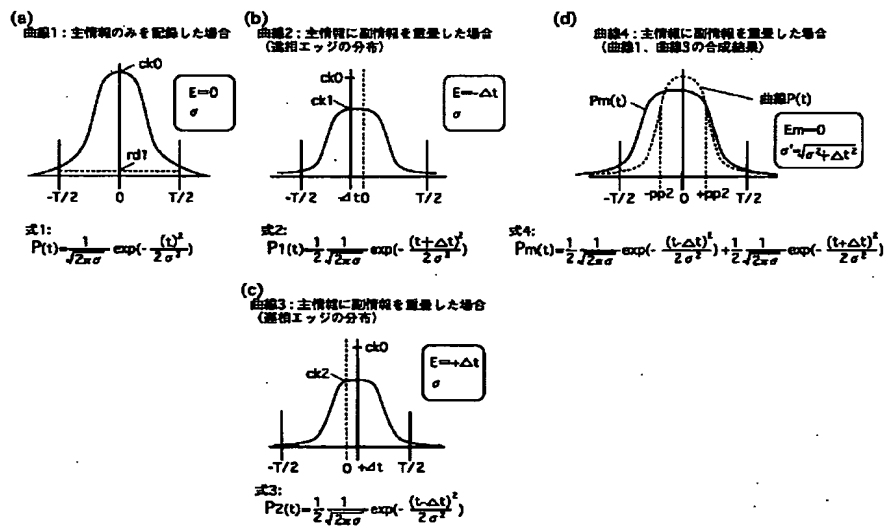 (a)
曲線1：主情報のみを記録した場合
ck0
E=0
σ
rd1
-T/2
0
T/2
式1:
P(t)=1/√2πσ exp(-(t)²/2σ²)
(b)
曲線2：主情報に副情報を重畳した場合
(進相エッジの分布)
ck0
ck1
E=-Δt
σ
-T/2
-Δt0
T/2
式2:
P1(t)=1/2 1/√2πσ exp(-(t+Δt)²/2σ²)
(c)
曲線3：主情報に副情報を重畳した場合
(遅相エッジの分布)
ck0
ck2
E=+Δt
σ
-T/2
0
+Δt
T/2
式3:
P2(t)=1/2 1/√2πσ exp(-(t-Δt)²/2σ²)
(d)
曲線4：主情報に副情報を重畳した場合
(曲線1、曲線3の合成結果)
Pm(t)
曲線P(t)
Em=0
σ'=√σ²+Δt²
-T/2
-pp2
0
+pp2
T/2
式4:
Pm(t)=1/2 1/√2πσ exp(-(t-Δt)²/2σ²)+1/2 1/√2πσ exp(-(t+Δt)²/2σ²)